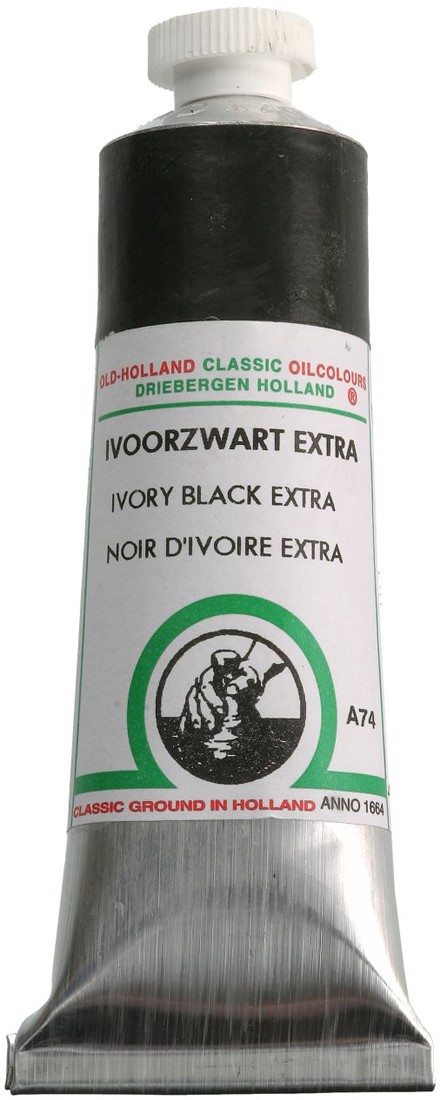 OLD-HOLLAND CLASSIC OILCOLOURS
DRIEBERGEN HOLLAND ®
IVOORZWART EXTRA
IVORY BLACK EXTRA
NOIR D'IVOIRE EXTRA
A74
CLASSIC GROUND IN HOLLAND ANNO 1664